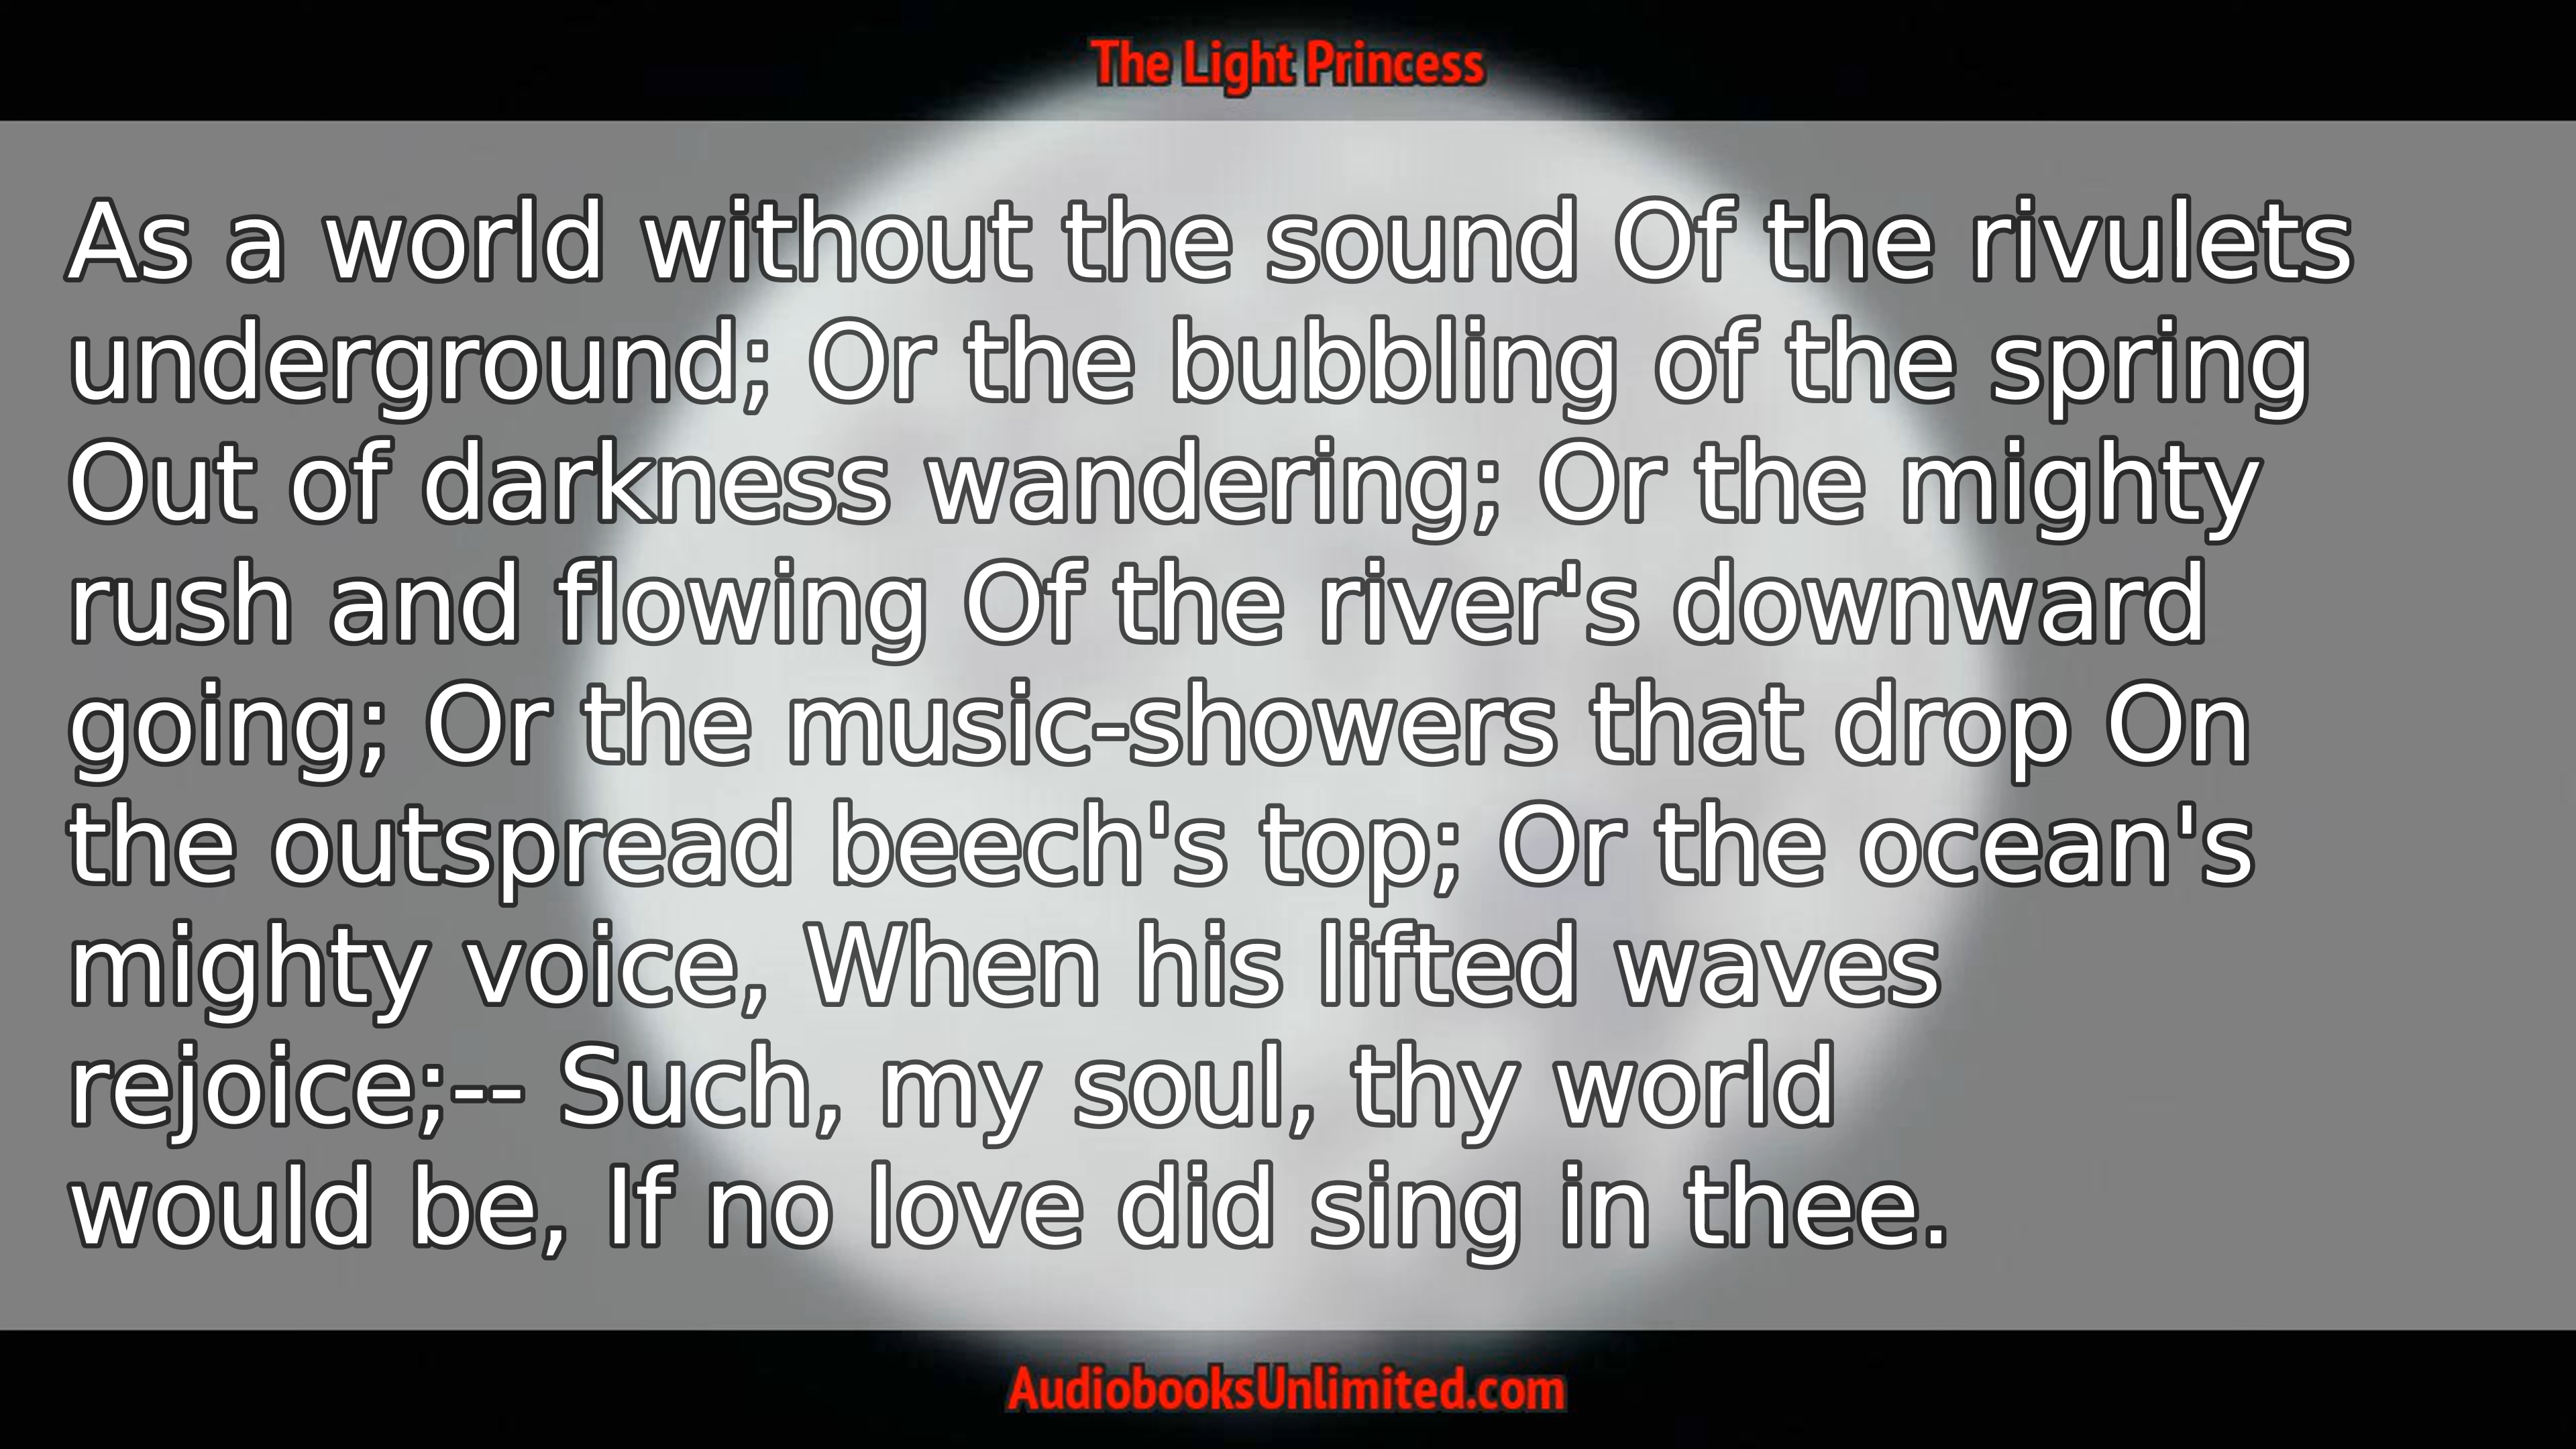 The Light Princess
As a world without the sound Of the rivulets
underground; Or the bubbling of the spring
Out of darkness wandering; Or the mighty
rush and flowing Of the river's downward
going; Or the music-showers that drop On
the outspread beech's top; Or the ocean's
mighty voice, When his lifted waves
rejoice;-- Such, my soul, thy world
would be, If no love did sing in thee.
AudiobooksUnlimited.com